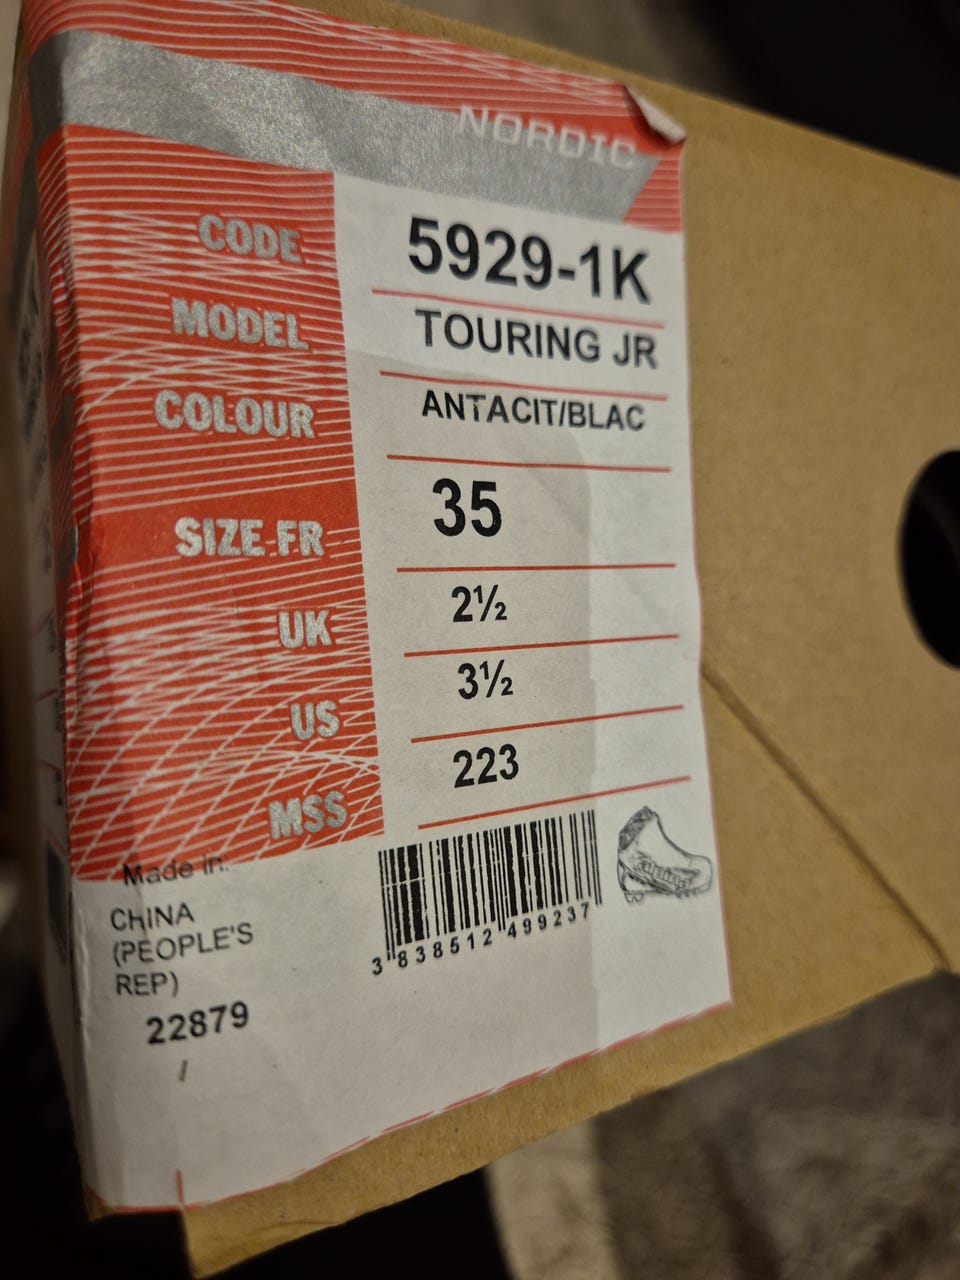 NORDIC
CODE 5929-1K
MODEL TOURING JR
COLOUR ANTACIT/BLAC
SIZE FR 35
UK 2½
US 3½
MSS 223
Made in:
CHINA
(PEOPLE'S
REP)
22879
/
3 838512 499237
alpina